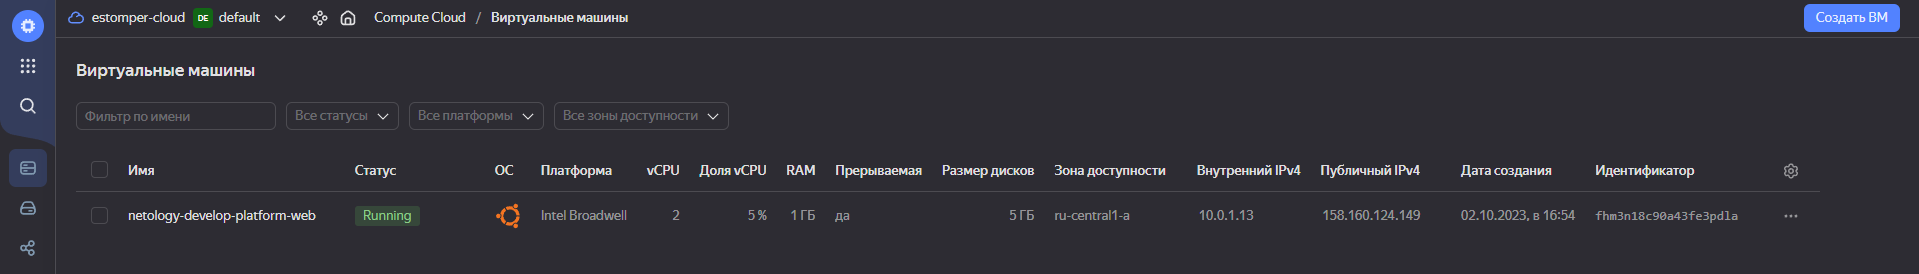 estomper-cloud DE default Compute Cloud / Виртуальные машины Создать ВМ
Виртуальные машины
Фильтр по имени Все статусы Все платформы Все зоны доступности
Имя Статус ОС Платформа vCPU Доля vCPU RAM Прерываемая Размер дисков Зона доступности Внутренний IPv4 Публичный IPv4 Дата создания Идентификатор
netology-develop-platform-web Running Intel Broadwell 2 5 % 1 ГБ да 5 ГБ ru-central1-a 10.0.1.13 158.160.124.149 02.10.2023, в 16:54 fhm3n18c90a43fe3pdla